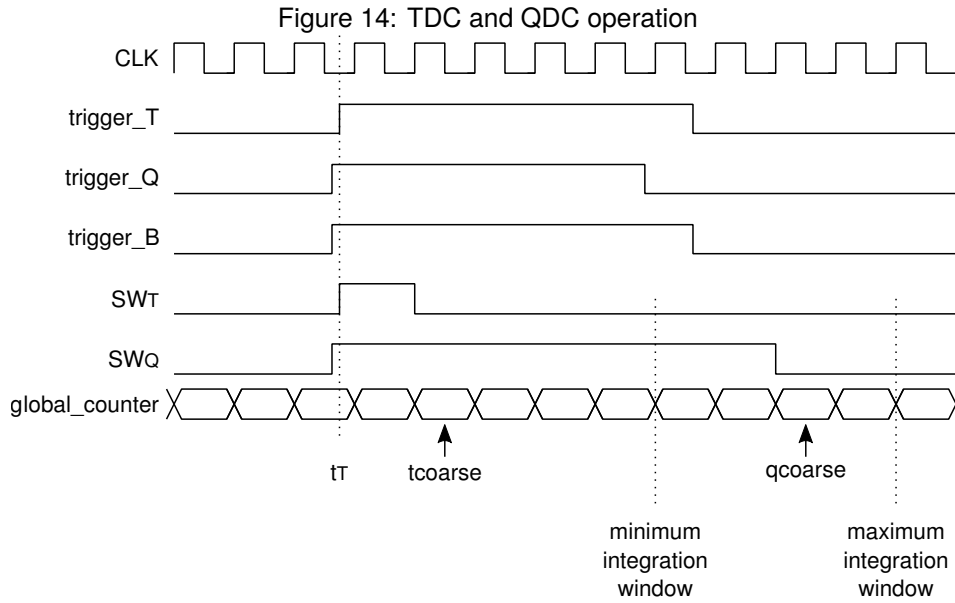 Figure 14: TDC and QDC operation
CLK
trigger_T
trigger_Q
trigger_B
SWT
SWQ
global_counter
tT
tcoarse
qcoarse
minimum
integration
window
maximum
integration
window